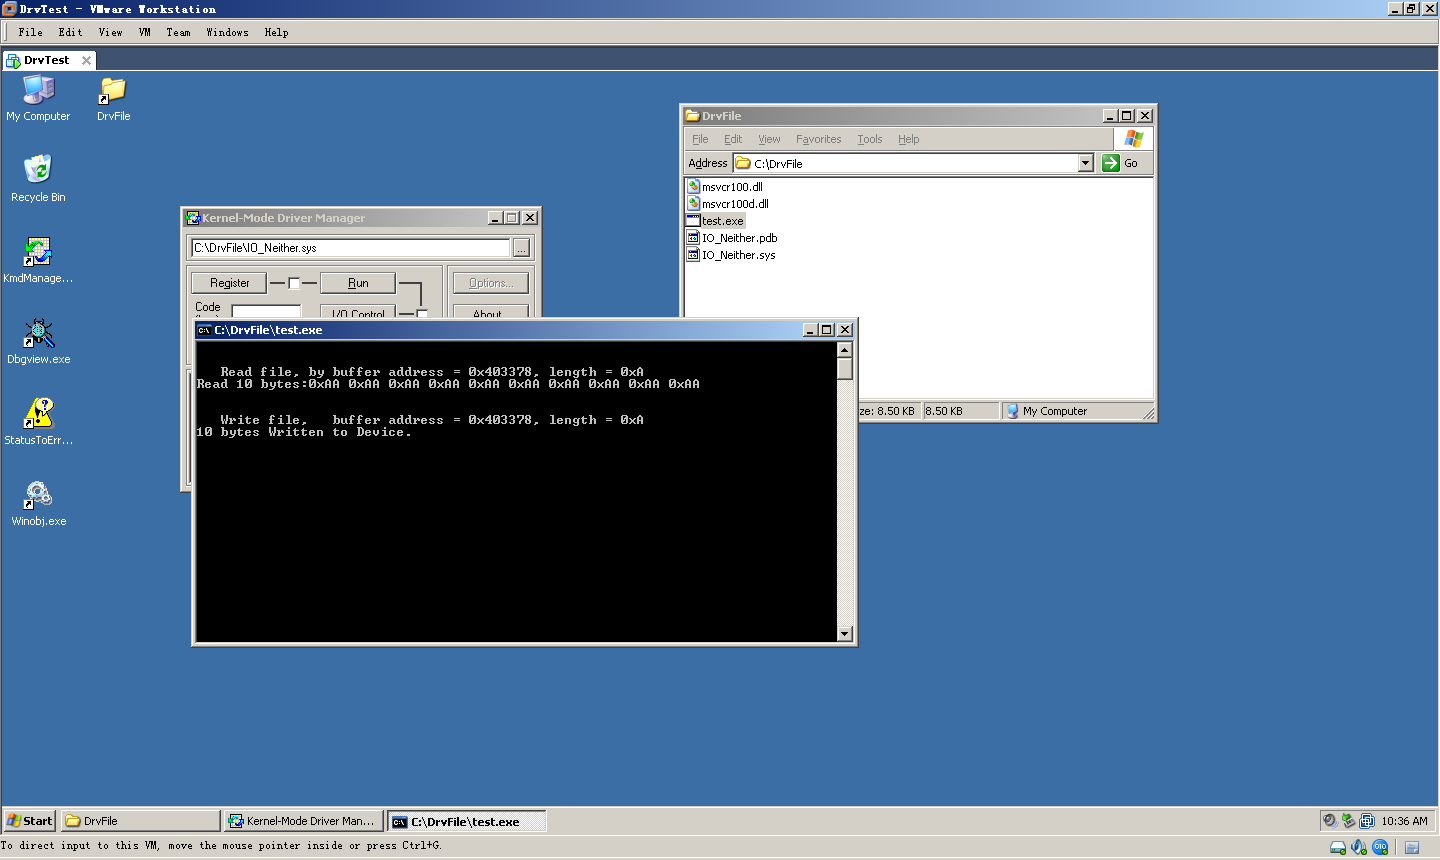 DrvTest - VMware Workstation
File Edit View VM Team Windows Help
DrvTest
My Computer
DrvFile
Recycle Bin
KmdManage...
Dbgview.exe
StatusToErr...
Winobj.exe
Kernel-Mode Driver Manager
C:\DrvFile\IO_Neither.sys
...
Register
Run
Options...
Code
I/O Control
About
DrvFile
File Edit View Favorites Tools Help
Address C:\DrvFile Go
msvcr100.dll
msvcr100d.dll
test.exe
IO_Neither.pdb
IO_Neither.sys
ze: 8.50 KB 8.50 KB My Computer
C:\DrvFile\test.exe
Read file, by buffer address = 0x403378, length = 0xA
Read 10 bytes:0xAA 0xAA 0xAA 0xAA 0xAA 0xAA 0xAA 0xAA 0xAA 0xAA
Write file,   buffer address = 0x403378, length = 0xA
10 bytes Written to Device.
Start DrvFile Kernel-Mode Driver Man... C:\DrvFile\test.exe 10:36 AM
To direct input to this VM, move the mouse pointer inside or press Ctrl+G.